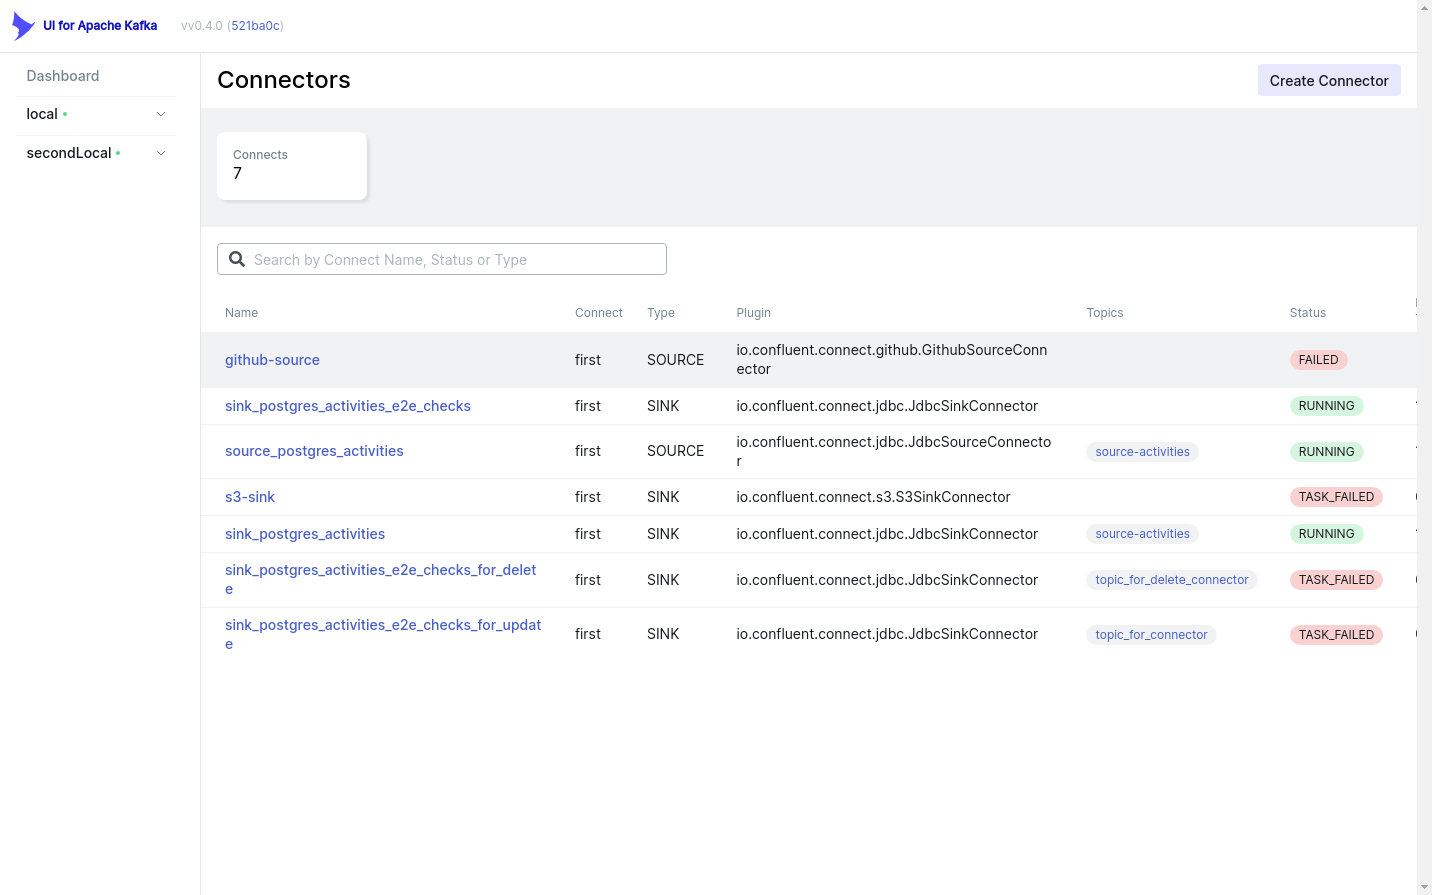 UI for Apache Kafka vv0.4.0 (521ba0c)
Dashboard
local
secondLocal
Connectors
Create Connector
Connects
7
Search by Connect Name, Status or Type
Name Connect Type Plugin Topics Status
github-source first SOURCE io.confluent.connect.github.GithubSourceConn
ector FAILED
sink_postgres_activities_e2e_checks first SINK io.confluent.connect.jdbc.JdbcSinkConnector RUNNING
source_postgres_activities first SOURCE io.confluent.connect.jdbc.JdbcSourceConnecto
r source-activities RUNNING
s3-sink first SINK io.confluent.connect.s3.S3SinkConnector TASK_FAILED
sink_postgres_activities first SINK io.confluent.connect.jdbc.JdbcSinkConnector source-activities RUNNING
sink_postgres_activities_e2e_checks_for_delet
e first SINK io.confluent.connect.jdbc.JdbcSinkConnector topic_for_delete_connector TASK_FAILED
sink_postgres_activities_e2e_checks_for_updat
e first SINK io.confluent.connect.jdbc.JdbcSinkConnector topic_for_connector TASK_FAILED